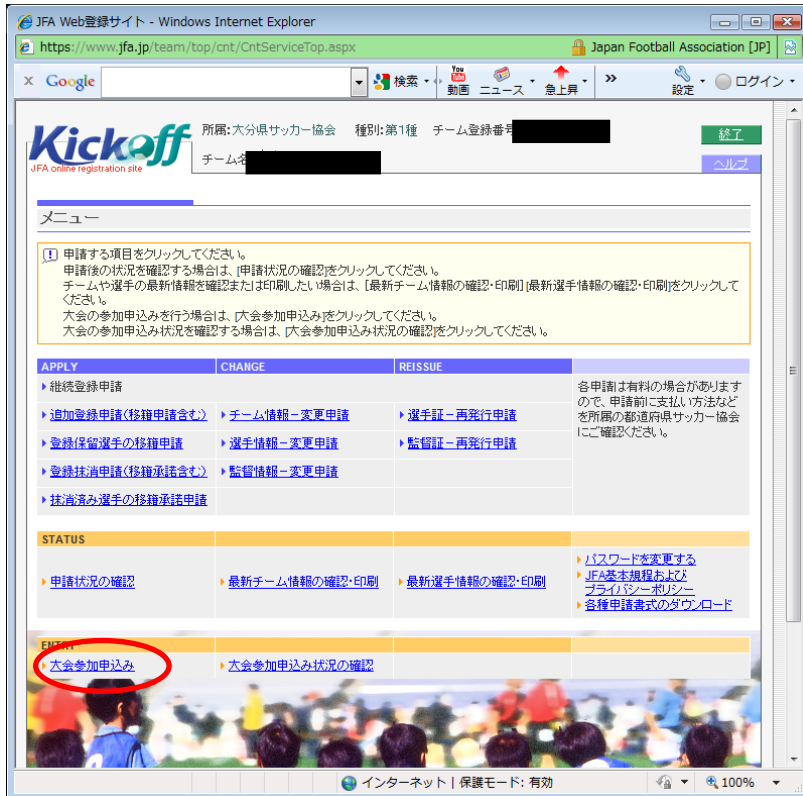 JFA Web登録サイト - Windows Internet Explorer
https://www.jfa.jp/team/top/cnt/CntServiceTop.aspx
Japan Football Association [JP]
x Google 検索 You Tube 動画 ニュース 急上昇 » 設定 ログイン
Kickoff
JFA online registration site
所属:大分県サッカー協会 種別:第1種 チーム登録番号
チーム名
終了
ヘルプ
メニュー
申請する項目をクリックしてください。
申請後の状況を確認する場合は、[申請状況の確認]をクリックしてください。
チームや選手の最新情報を確認または印刷したい場合は、[最新チーム情報の確認・印刷] [最新選手情報の確認・印刷]をクリックして
ください。
大会の参加申込みを行う場合は、[大会参加申込み]をクリックしてください。
大会の参加申込み状況を確認する場合は、[大会参加申込み状況の確認]をクリックしてください。
APPLY CHANGE REISSUE
継続登録申請
追加登録申請(移籍申請含む) チーム情報－変更申請 選手証－再発行申請
登録保留選手の移籍申請 選手情報－変更申請 監督証－再発行申請
登録抹消申請(移籍承諾含む) 監督情報－変更申請
抹消済み選手の移籍承諾申請
各申請は有料の場合があります
ので、申請前に支払い方法など
を所属の都道府県サッカー協会
にご確認ください。
STATUS
申請状況の確認 最新チーム情報の確認・印刷 最新選手情報の確認・印刷
パスワードを変更する
JFA基本規程および
プライバシーポリシー
各種申請書式のダウンロード
ENTRY
大会参加申込み 大会参加申込み状況の確認
インターネット | 保護モード: 有効
100%